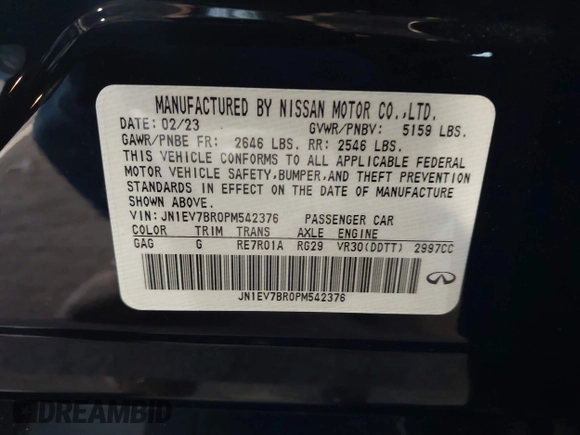 MANUFACTURED BY NISSAN MOTOR CO.,LTD.
DATE: 02/23 GVWR/PNBV: 5159 LBS.
GAWR/PNBE FR: 2646 LBS. RR: 2546 LBS.
THIS VEHICLE CONFORMS TO ALL APPLICABLE FEDERAL
MOTOR VEHICLE SAFETY,BUMPER,AND THEFT PREVENTION
STANDARDS IN EFFECT ON THE DATE OF MANUFACTURE
SHOWN ABOVE.
VIN: JN1EV7BR0PM542376 PASSENGER CAR
COLOR TRIM TRANS AXLE ENGINE
GAG G RE7R01A RG29 VR30(DDTT) 2997CC
JN1EV7BR0PM542376
DREAMBID